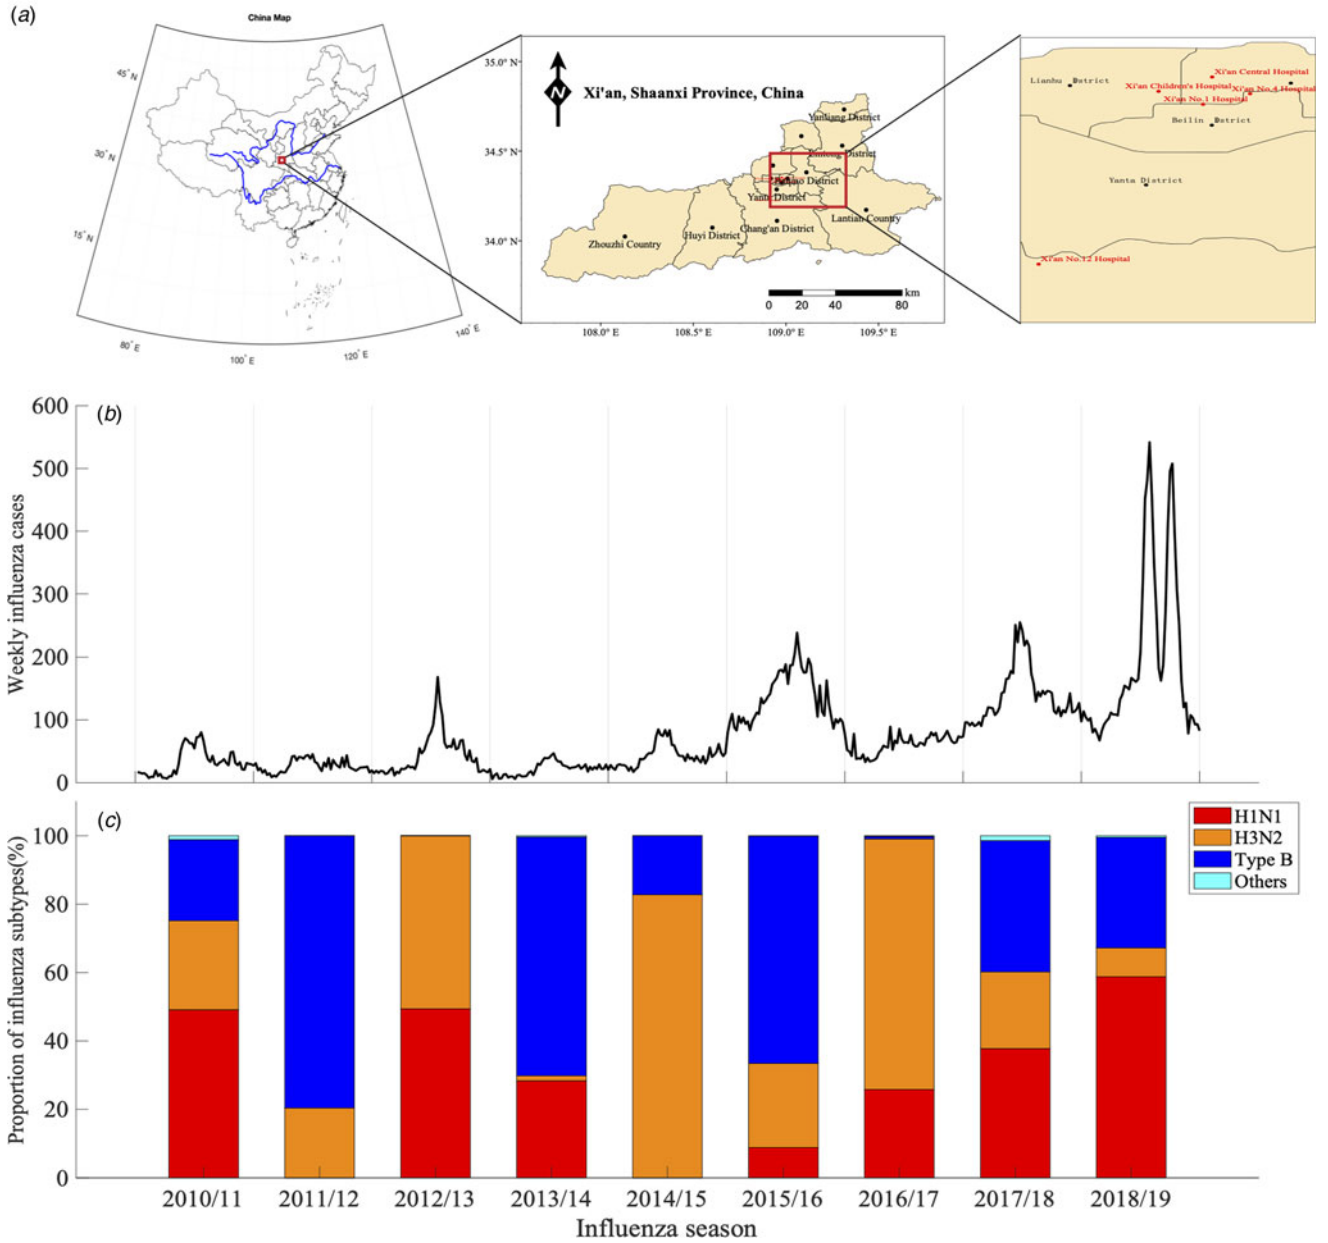 (a)
China Map
45° N
30° N
15° N
80° E
100° E
120° E
140° E
35.0° N
34.5° N
34.0° N
108.0° E
108.5° E
109.0° E
109.5° E
N
Xi'an, Shaanxi Province, China
Yanliang District
District
District
Yanta District
Lantian Country
Chang'an District
Huyi District
Zhouzhi Country
km
0 20 40 80
Lianhu District
Xi'an Central Hospital
Xi'an Children's Hospital
Xi'an No.4 Hospital
Xi'an No.1 Hospital
Beilin District
Yanta District
Xi'an No.12 Hospital
(b)
Weekly influenza cases
600
500
400
300
200
100
0
(c)
Proportion of influenza subtypes(%)
100
80
60
40
20
0
H1N1
H3N2
Type B
Others
2010/11 2011/12 2012/13 2013/14 2014/15 2015/16 2016/17 2017/18 2018/19
Influenza season